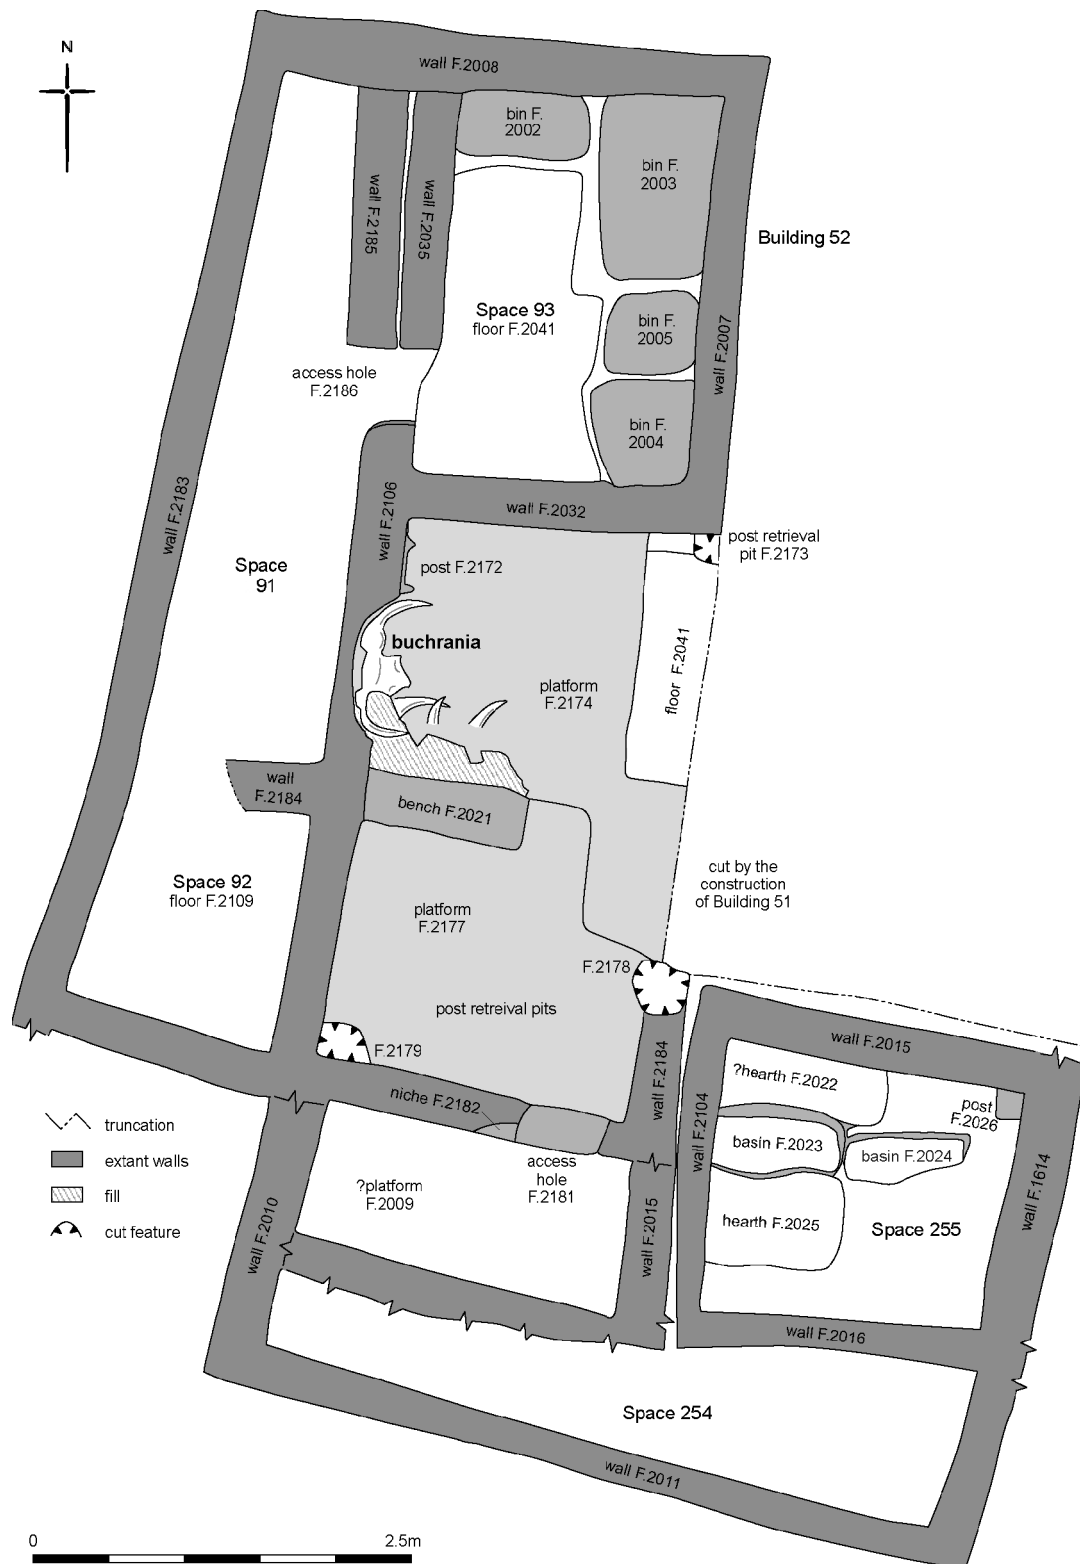 N
wall F.2008
bin F.
2002
bin F.
2003
wall F.2185
wall F.2035
Building 52
Space 93
floor F.2041
bin F.
2005
wall F.2007
access hole
F.2186
bin F.
2004
wall F.2183
wall F.2106
wall F.2032
post retrieval
pit F.2173
post F.2172
Space
91
buchrania
floor F.2041
platform
F.2174
wall
F.2184
bench F.2021
cut by the
construction
of Building 51
Space 92
floor F.2109
platform
F.2177
F.2178
post retreival pits
F.2179
wall F.2184
wall F.2015
?hearth F.2022
post
F.2026
niche F.2182
wall F.2104
basin F.2023
basin F.2024
truncation
extant walls
fill
cut feature
access
hole
F.2181
?platform
F.2009
wall F.2010
wall F.2015
hearth F.2025
Space 255
wall F.1614
wall F.2016
Space 254
wall F.2011
0
2.5m